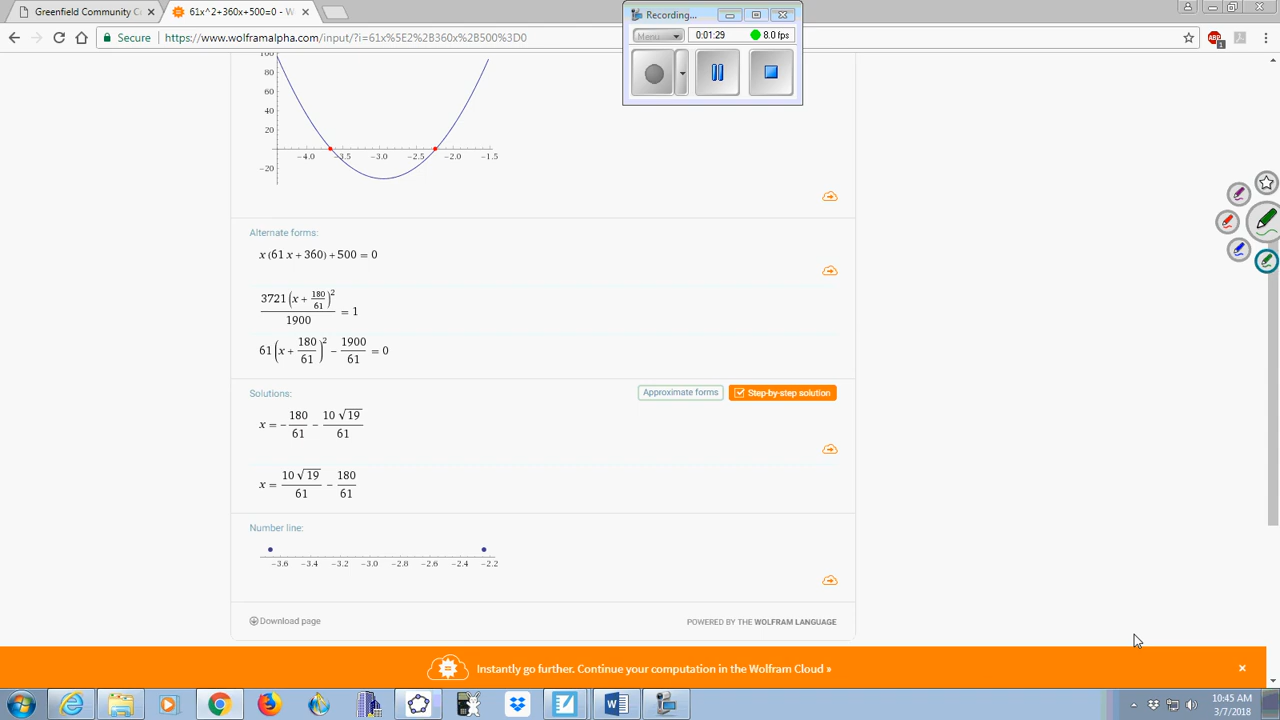 Greenfield Community C
61x^2+360x+500=0 - W
Recording...
Menu
0:01:29
8.0 fps
Secure
https://www.wolframalpha.com/input/?i=61x%5E2%2B360x%2B500%3D0
ABP
1
100
80
60
40
20
−20
−4.0 −3.5 −3.0 −2.5 −2.0 −1.5
Alternate forms:
x (61 x + 360) + 500 = 0
3721 (x + 180/61)^2 / 1900 = 1
61 (x + 180/61)^2 − 1900/61 = 0
Solutions:
Approximate forms
Step-by-step solution
x = − 180/61 − 10 √19/61
x = 10 √19/61 − 180/61
Number line:
−3.6 −3.4 −3.2 −3.0 −2.8 −2.6 −2.4 −2.2
Download page
POWERED BY THE WOLFRAM LANGUAGE
Instantly go further. Continue your computation in the Wolfram Cloud »
10:45 AM
3/7/2018